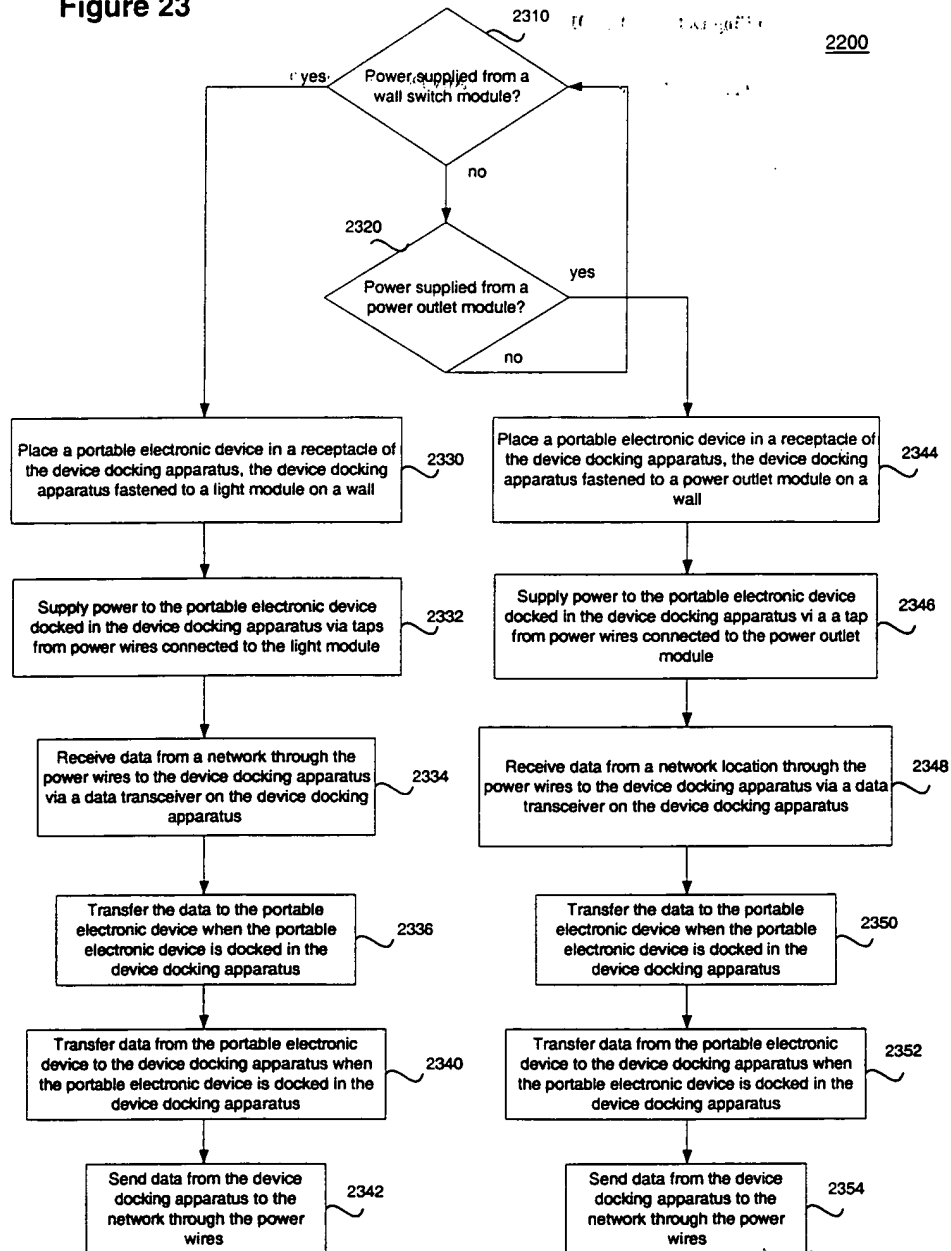 Figure 23
2310
2200
yes
Power supplied from a
wall switch module?
no
2320
yes
Power supplied from a
power outlet module?
no
Place a portable electronic device in a receptacle of
the device docking apparatus, the device docking
apparatus fastened to a light module on a wall
2330
Place a portable electronic device in a receptacle of
the device docking apparatus, the device docking
apparatus fastened to a power outlet module on a
wall
2344
Supply power to the portable electronic device
docked in the device docking apparatus via taps
from power wires connected to the light module
2332
Supply power to the portable electronic device
docked in the device docking apparatus vi a a tap
from power wires connected to the power outlet
module
2346
Receive data from a network through the
power wires to the device docking apparatus
via a data transceiver on the device docking
apparatus
2334
Receive data from a network location through the
power wires to the device docking apparatus via a data
transceiver on the device docking apparatus
2348
Transfer the data to the portable
electronic device when the portable
electronic device is docked in the
device docking apparatus
2336
Transfer the data to the portable
electronic device when the portable
electronic device is docked in the
device docking apparatus
2350
Transfer data from the portable electronic
device to the device docking apparatus when
the portable electronic device is docked in the
device docking apparatus
2340
Transfer data from the portable electronic
device to the device docking apparatus when
the portable electronic device is docked in the
device docking apparatus
2352
Send data from the device
docking apparatus to the
network through the power
wires
2342
Send data from the device
docking apparatus to the
network through the power
wires
2354